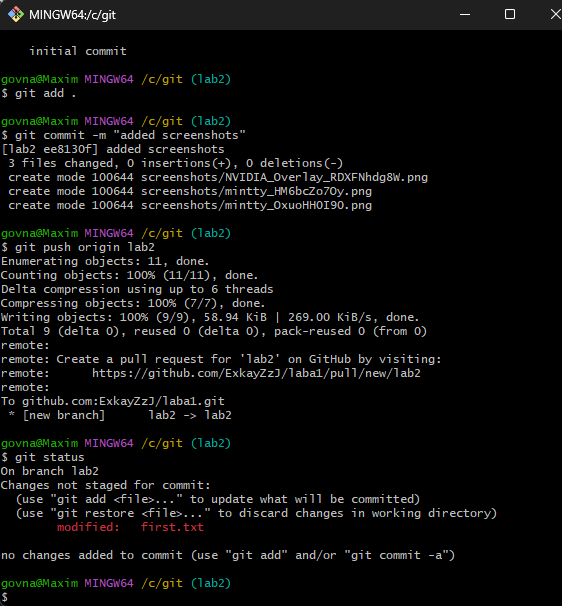 MINGW64:/c/git
initial commit
govna@Maxim MINGW64 /c/git (lab2)
$ git add .
govna@Maxim MINGW64 /c/git (lab2)
$ git commit -m "added screenshots"
[lab2 ee8130f] added screenshots
3 files changed, 0 insertions(+), 0 deletions(-)
create mode 100644 screenshots/NVIDIA_Overlay_RDXFNhdg8W.png
create mode 100644 screenshots/mintty_HM6bcZo7Oy.png
create mode 100644 screenshots/mintty_OxuoHHOI9O.png
govna@Maxim MINGW64 /c/git (lab2)
$ git push origin lab2
Enumerating objects: 11, done.
Counting objects: 100% (11/11), done.
Delta compression using up to 6 threads
Compressing objects: 100% (7/7), done.
Writing objects: 100% (9/9), 58.94 KiB | 269.00 KiB/s, done.
Total 9 (delta 0), reused 0 (delta 0), pack-reused 0 (from 0)
remote:
remote: Create a pull request for 'lab2' on GitHub by visiting:
remote:      https://github.com/ExkayZzJ/laba1/pull/new/lab2
remote:
To github.com:ExkayZzJ/laba1.git
* [new branch]      lab2 -> lab2
govna@Maxim MINGW64 /c/git (lab2)
$ git status
On branch lab2
Changes not staged for commit:
(use "git add <file>..." to update what will be committed)
(use "git restore <file>..." to discard changes in working directory)
modified:   first.txt
no changes added to commit (use "git add" and/or "git commit -a")
govna@Maxim MINGW64 /c/git (lab2)
$